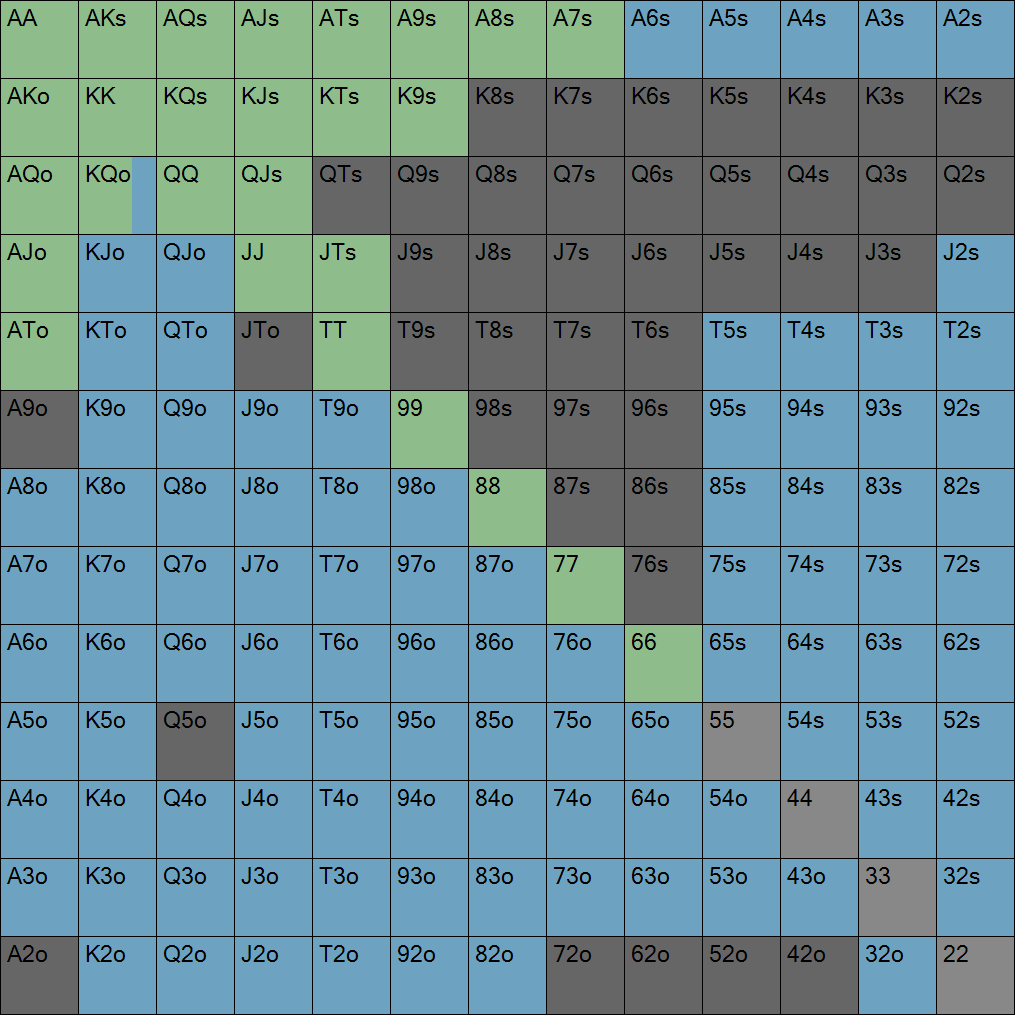 AA AKs AQs AJs ATs A9s A8s A7s A6s A5s A4s A3s A2s
AKo KK KQs KJs KTs K9s K8s K7s K6s K5s K4s K3s K2s
AQo KQo QQ QJs QTs Q9s Q8s Q7s Q6s Q5s Q4s Q3s Q2s
AJo KJo QJo JJ JTs J9s J8s J7s J6s J5s J4s J3s J2s
ATo KTo QTo JTo TT T9s T8s T7s T6s T5s T4s T3s T2s
A9o K9o Q9o J9o T9o 99 98s 97s 96s 95s 94s 93s 92s
A8o K8o Q8o J8o T8o 98o 88 87s 86s 85s 84s 83s 82s
A7o K7o Q7o J7o T7o 97o 87o 77 76s 75s 74s 73s 72s
A6o K6o Q6o J6o T6o 96o 86o 76o 66 65s 64s 63s 62s
A5o K5o Q5o J5o T5o 95o 85o 75o 65o 55 54s 53s 52s
A4o K4o Q4o J4o T4o 94o 84o 74o 64o 54o 44 43s 42s
A3o K3o Q3o J3o T3o 93o 83o 73o 63o 53o 43o 33 32s
A2o K2o Q2o J2o T2o 92o 82o 72o 62o 52o 42o 32o 22